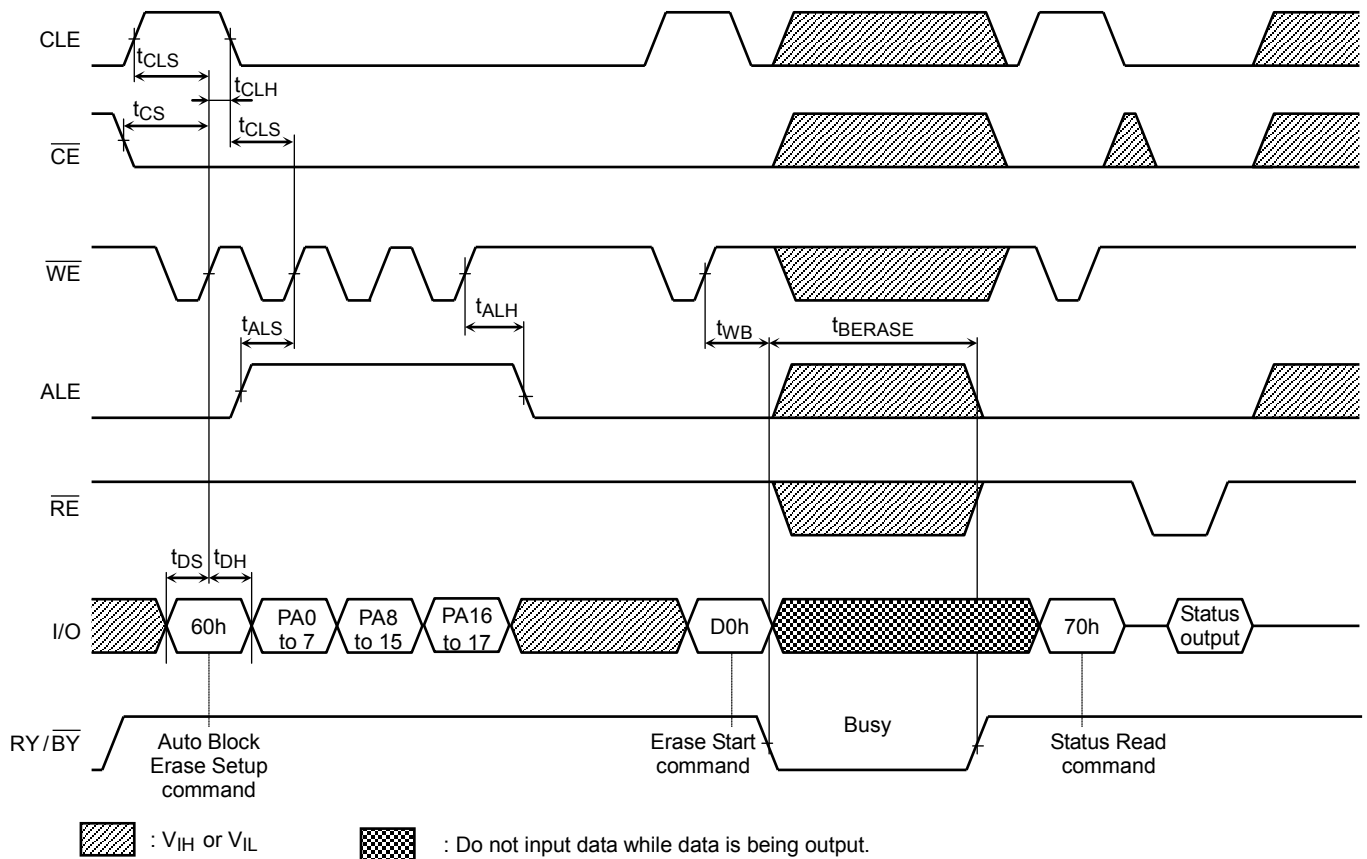 CLE
tCLS
tCLH
tCS
tCLS
CE
WE
tALS
tALH
tWB
tBERASE
ALE
RE
tDS
tDH
I/O
60h
PA0
to 7
PA8
to 15
PA16
to 17
D0h
70h
Status
output
RY/BY
Auto Block
Erase Setup
command
Erase Start
command
Busy
Status Read
command
: VIH or VIL
: Do not input data while data is being output.